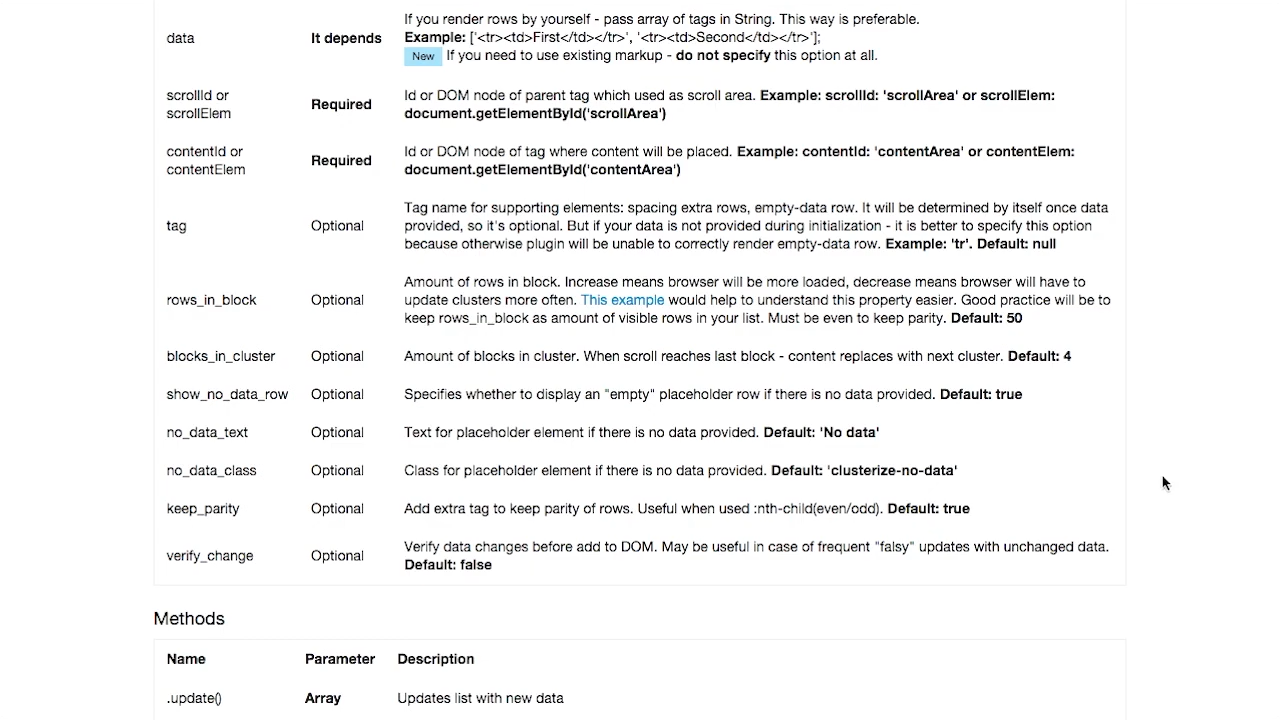 If you render rows by yourself - pass array of tags in String. This way is preferable.
data It depends Example: ['<tr><td>First</td></tr>', '<tr><td>Second</td></tr>'];
New If you need to use existing markup - do not specify this option at all.
scrollId or
scrollElem
Required
Id or DOM node of parent tag which used as scroll area. Example: scrollId: 'scrollArea' or scrollElem:
document.getElementById('scrollArea')
contentId or
contentElem
Required
Id or DOM node of tag where content will be placed. Example: contentId: 'contentArea' or contentElem:
document.getElementById('contentArea')
tag
Optional
Tag name for supporting elements: spacing extra rows, empty-data row. It will be determined by itself once data
provided, so it's optional. But if your data is not provided during initialization - it is better to specify this option
because otherwise plugin will be unable to correctly render empty-data row. Example: 'tr'. Default: null
rows_in_block
Optional
Amount of rows in block. Increase means browser will be more loaded, decrease means browser will have to
update clusters more often. This example would help to understand this property easier. Good practice will be to
keep rows_in_block as amount of visible rows in your list. Must be even to keep parity. Default: 50
blocks_in_cluster Optional Amount of blocks in cluster. When scroll reaches last block - content replaces with next cluster. Default: 4
show_no_data_row Optional Specifies whether to display an "empty" placeholder row if there is no data provided. Default: true
no_data_text Optional Text for placeholder element if there is no data provided. Default: 'No data'
no_data_class Optional Class for placeholder element if there is no data provided. Default: 'clusterize-no-data'
keep_parity Optional Add extra tag to keep parity of rows. Useful when used :nth-child(even/odd). Default: true
verify_change
Optional
Verify data changes before add to DOM. May be useful in case of frequent "falsy" updates with unchanged data.
Default: false
Methods
Name Parameter Description
.update() Array Updates list with new data